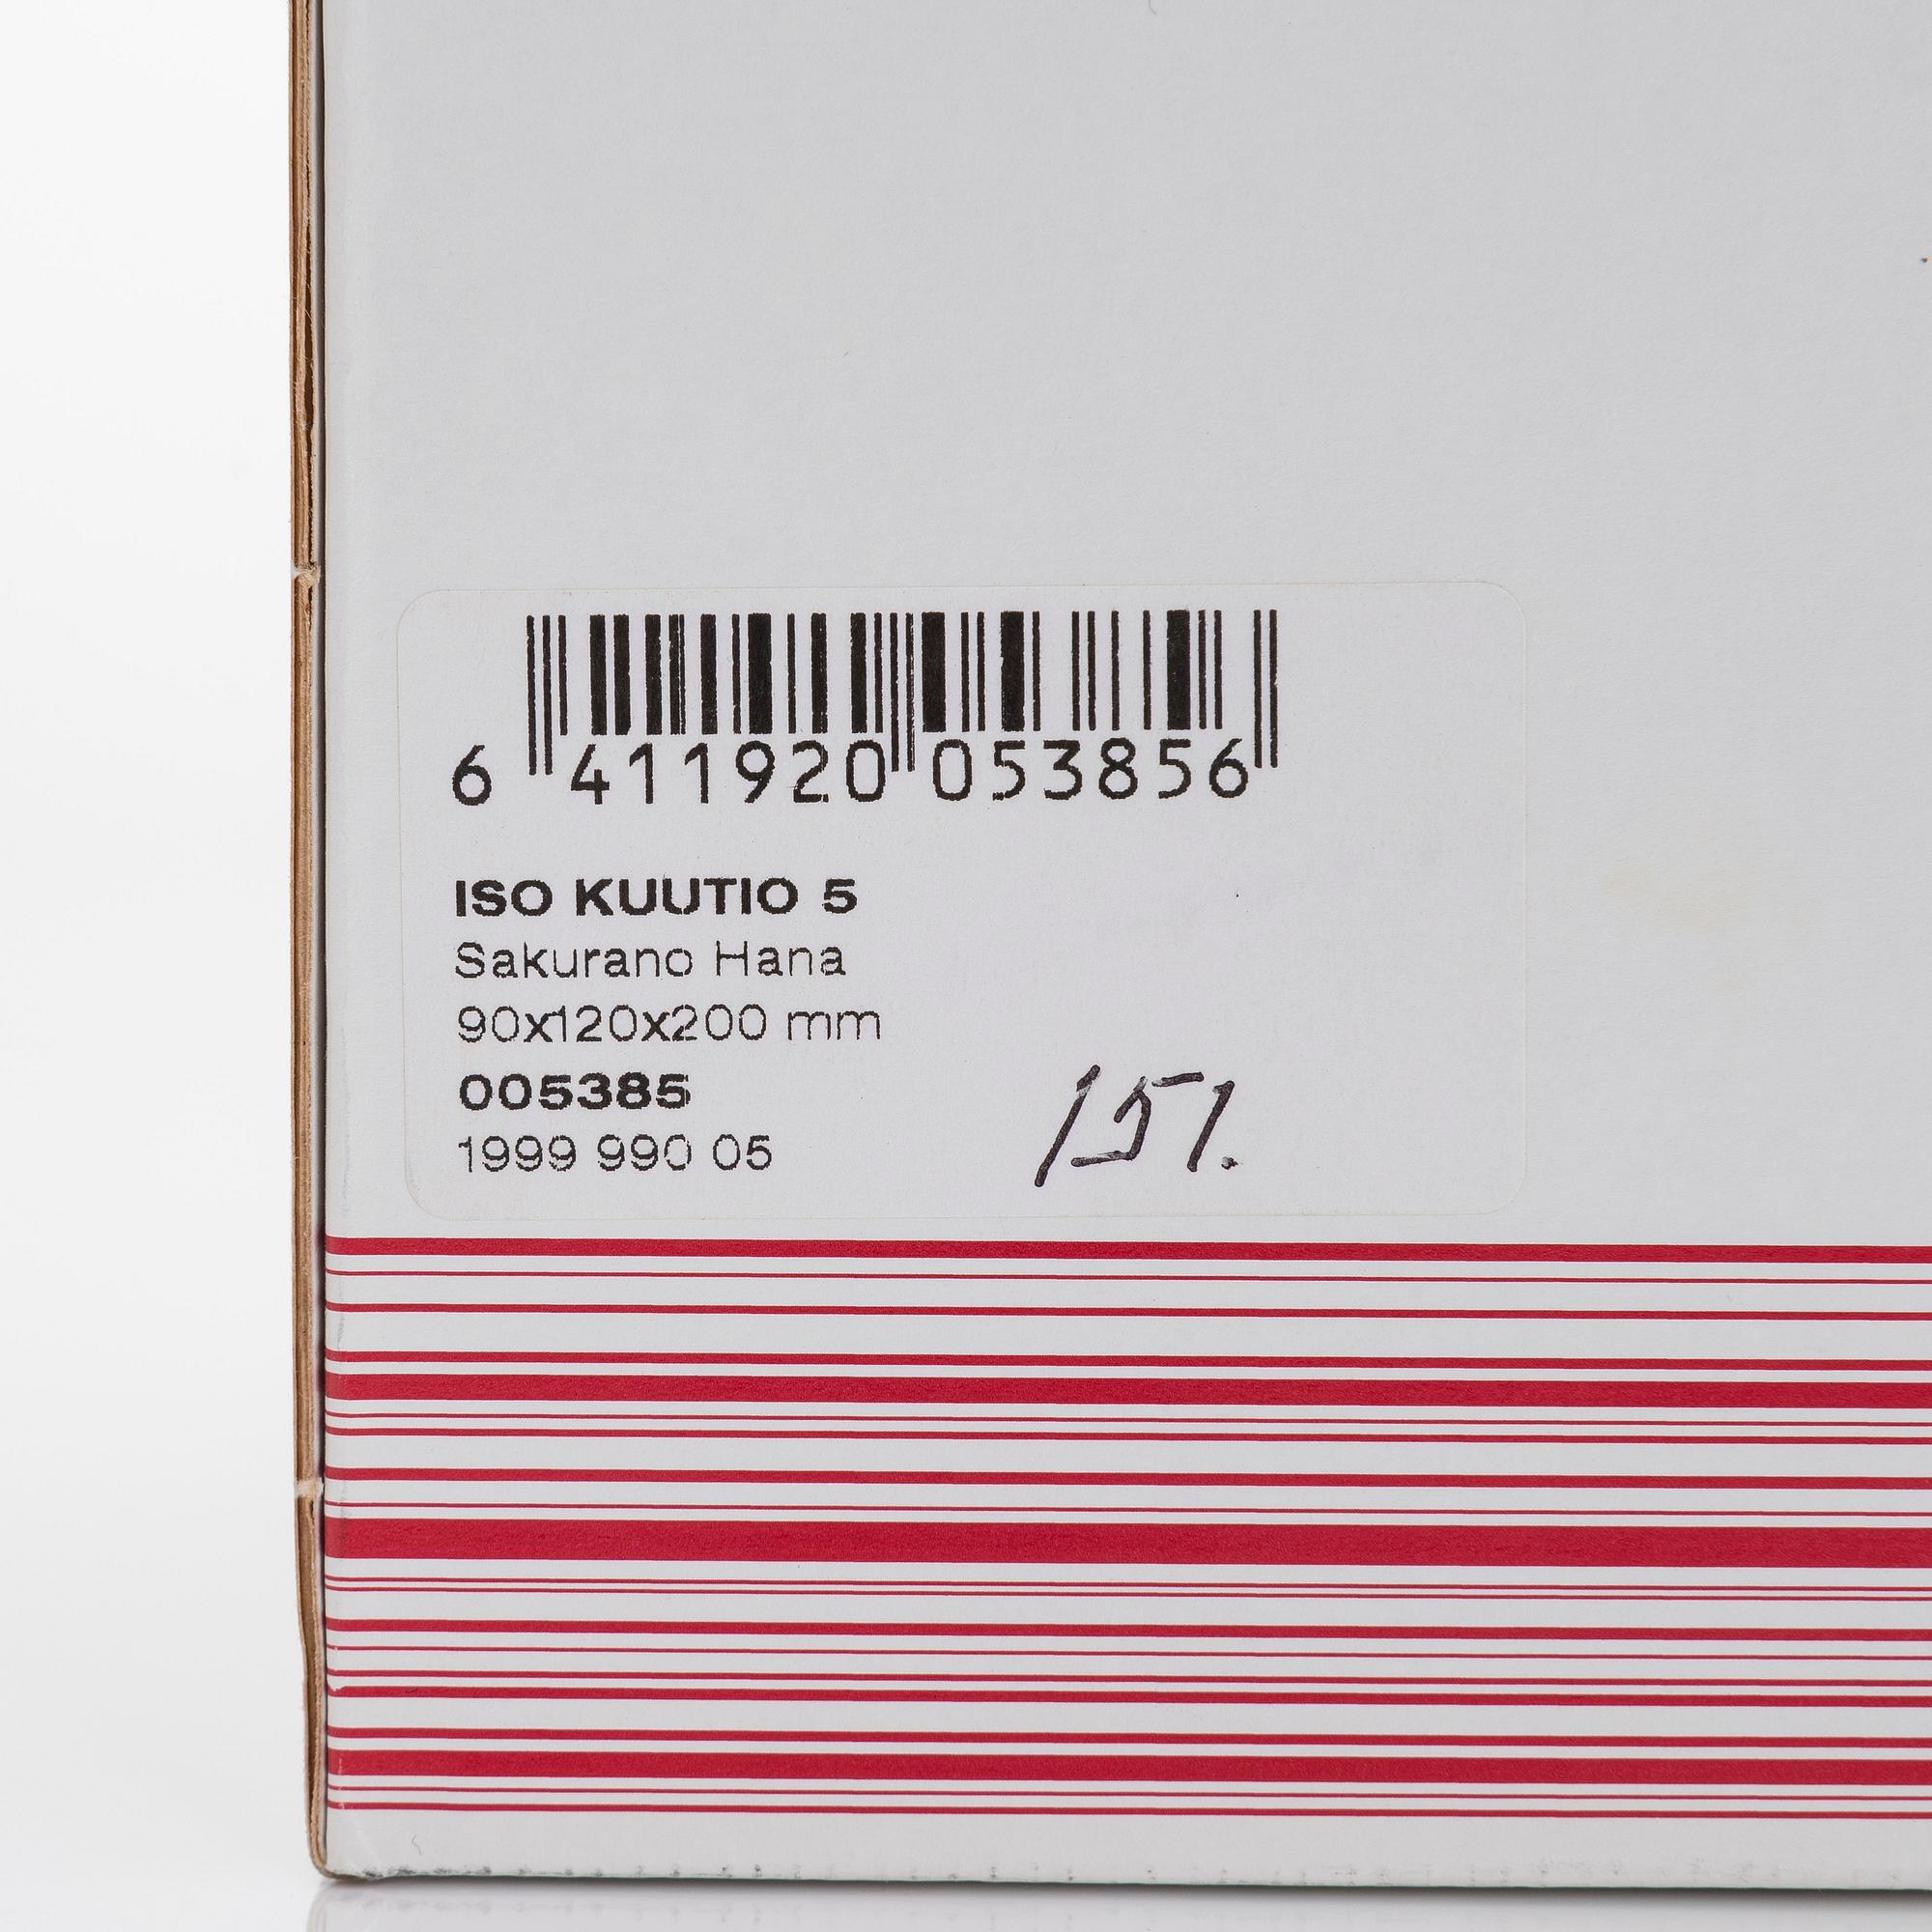 6 411920 053856
ISO KUUTIO 5
Sakurano Hana
90x120x200 mm
005385
1999 990 05
151.